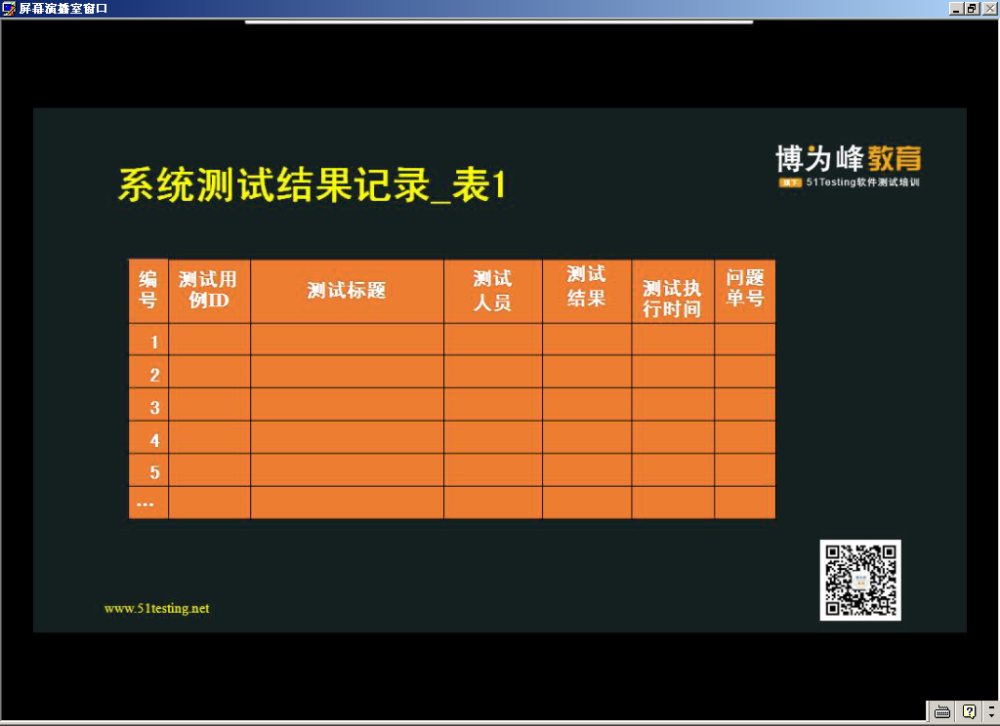 屏幕演播室窗口
博为峰教育
旗下 51Testing软件测试培训
系统测试结果记录_表1
编号 测试用例ID 测试标题 测试人员 测试结果 测试执行时间 问题单号
1
2
3
4
5
...
www.51testing.net